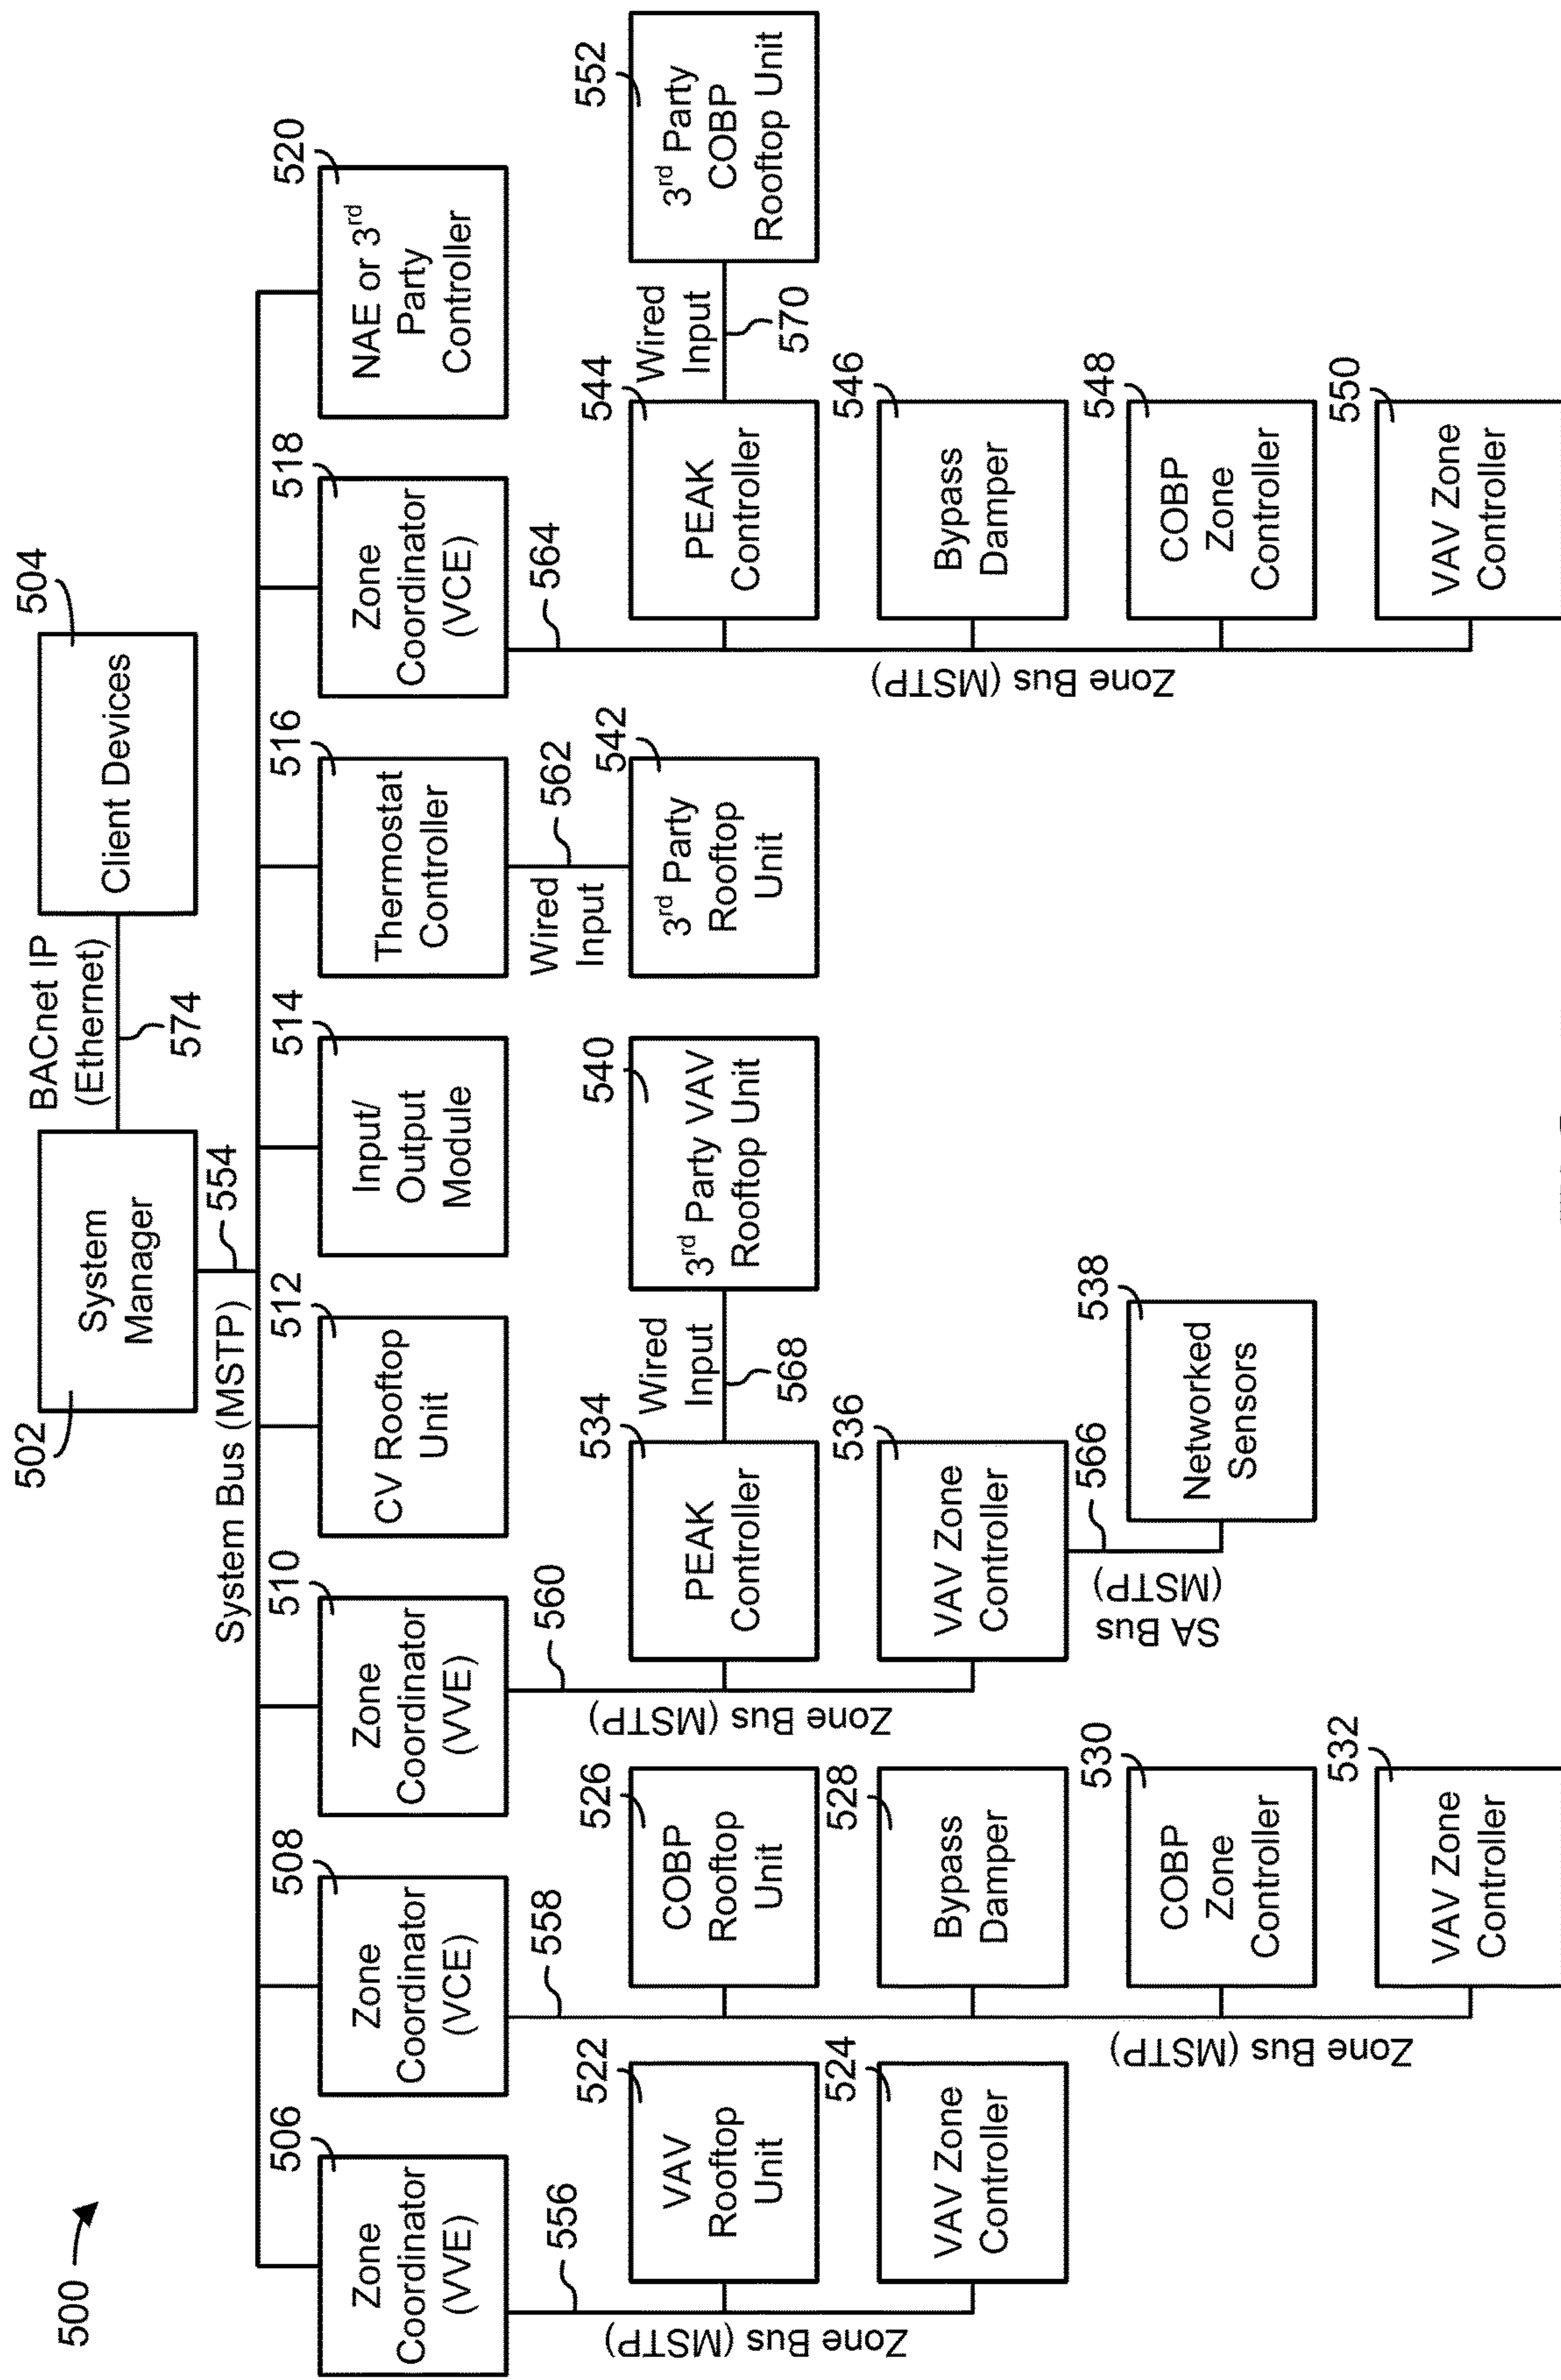 500
502
System
Manager
BACnet IP
(Ethernet)
574
504
Client Devices
System Bus (MSTP)
554
506
Zone
Coordinator
(VVE)
508
Zone
Coordinator
(VCE)
510
Zone
Coordinator
(VVE)
512
CV Rooftop
Unit
514
Input/
Output
Module
516
Thermostat
Controller
518
Zone
Coordinator
(VCE)
520
NAE or 3rd
Party
Controller
556
Zone Bus (MSTP)
522
VAV
Rooftop
Unit
524
VAV Zone
Controller
558
Zone Bus (MSTP)
526
COBP
Rooftop
Unit
528
Bypass
Damper
530
COBP
Zone
Controller
532
VAV Zone
Controller
560
Zone Bus (MSTP)
534
PEAK
Controller
Wired
Input
568
540
3rd Party VAV
Rooftop Unit
536
VAV Zone
Controller
566
SA Bus
(MSTP)
538
Networked
Sensors
Wired
Input
562
542
3rd Party
Rooftop
Unit
564
Zone Bus (MSTP)
544
PEAK
Controller
Wired
Input
570
552
3rd Party
COBP
Rooftop Unit
546
Bypass
Damper
548
COBP
Zone
Controller
550
VAV Zone
Controller